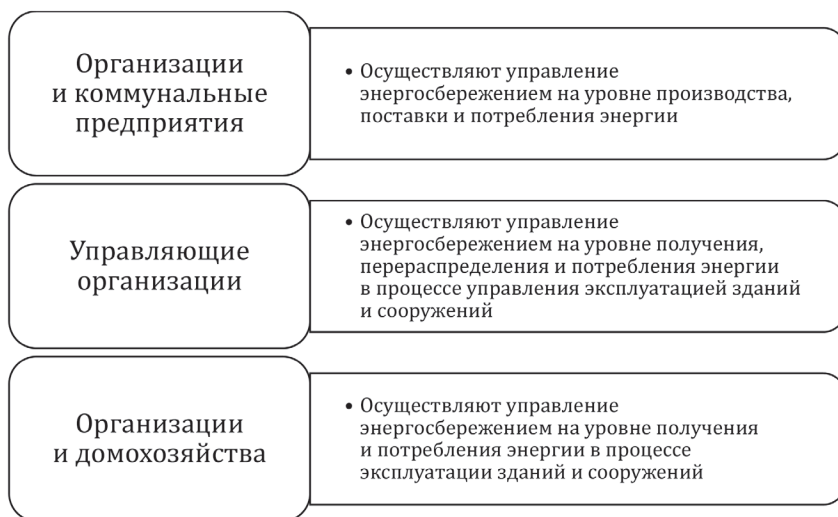 Организации
и коммунальные
предприятия
• Осуществляют управление
энергосбережением на уровне производства,
поставки и потребления энергии
Управляющие
организации
• Осуществляют управление
энергосбережением на уровне получения,
перераспределения и потребления энергии
в процессе управления эксплуатацией зданий
и сооружений
Организации
и домохозяйства
• Осуществляют управление
энергосбережением на уровне получения
и потребления энергии в процессе
эксплуатации зданий и сооружений